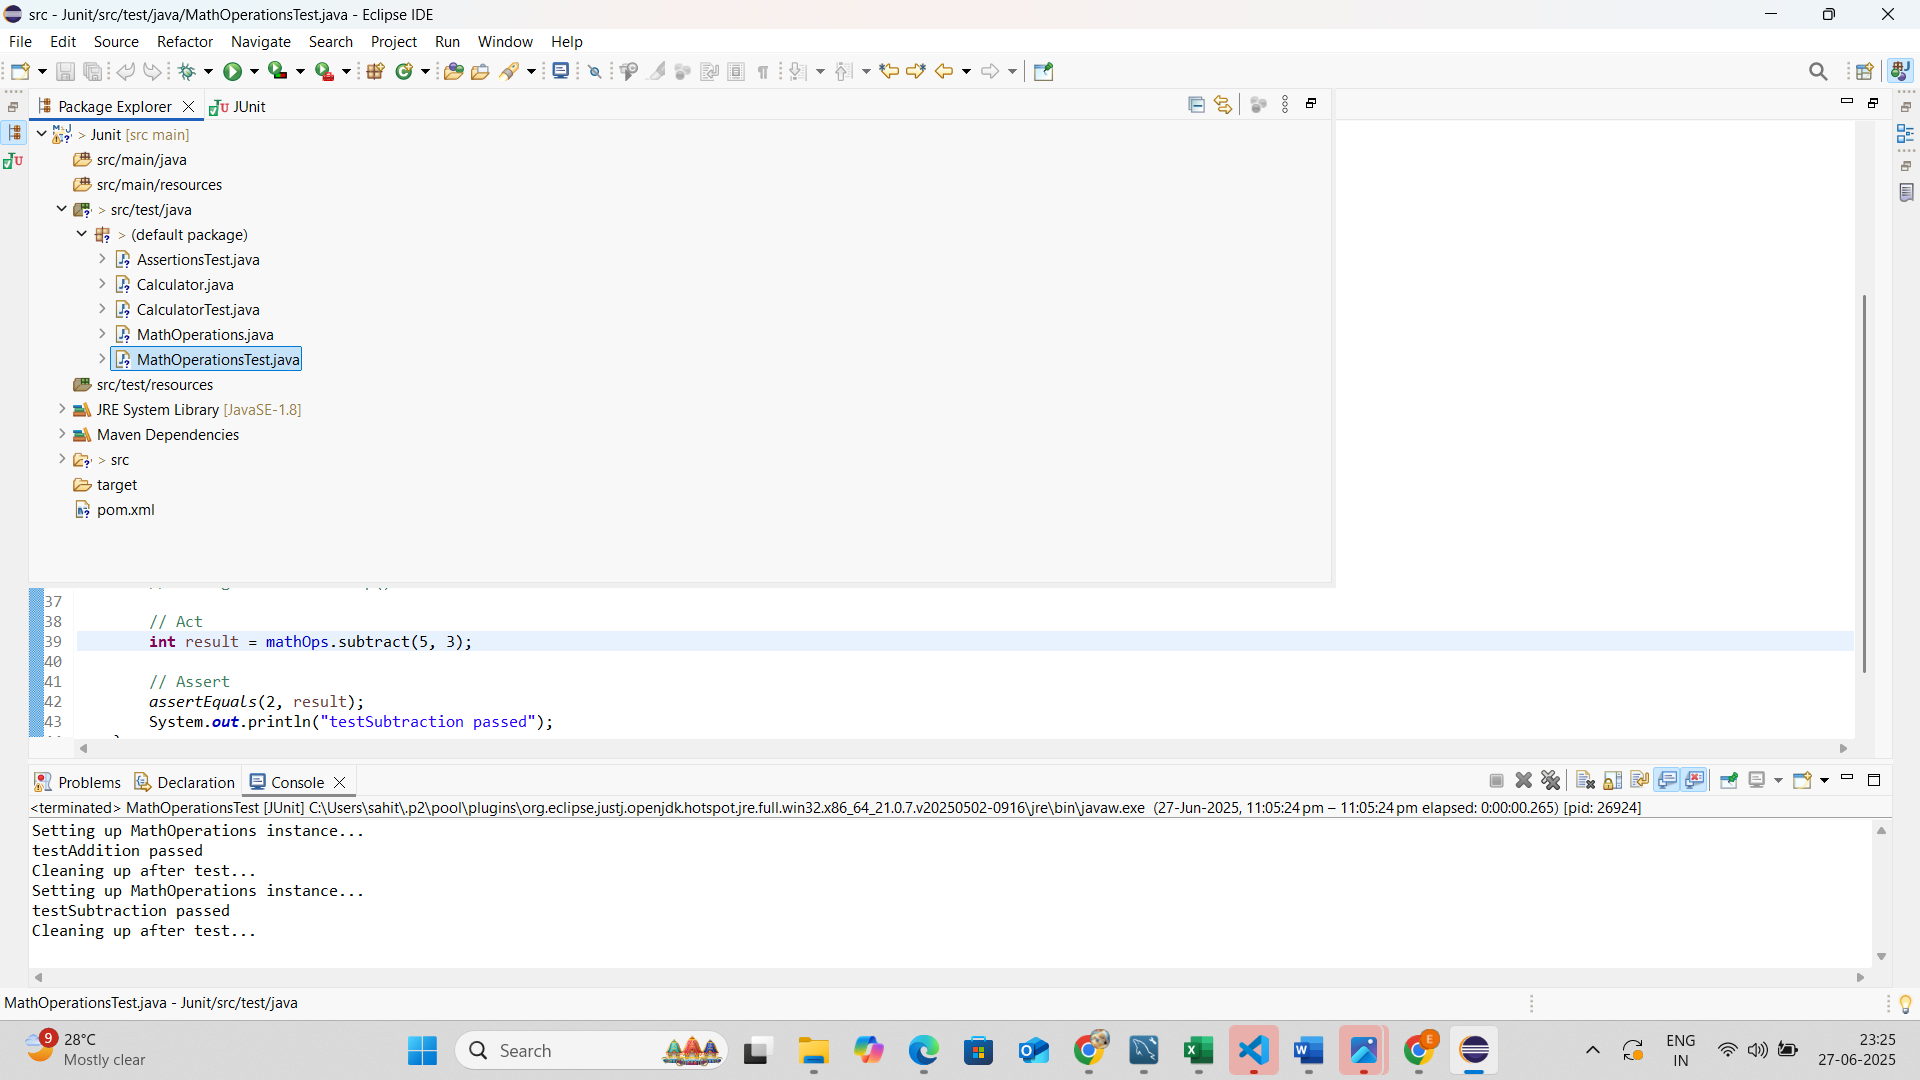 src - Junit/src/test/java/MathOperationsTest.java - Eclipse IDE
File Edit Source Refactor Navigate Search Project Run Window Help
Package Explorer JUnit
> Junit [src main]
src/main/java
src/main/resources
> src/test/java
> (default package)
AssertionsTest.java
Calculator.java
CalculatorTest.java
MathOperations.java
MathOperationsTest.java
src/test/resources
JRE System Library [JavaSE-1.8]
Maven Dependencies
> src
target
pom.xml
37
38 // Act
39 int result = mathOps.subtract(5, 3);
40
41 // Assert
42 assertEquals(2, result);
43 System.out.println("testSubtraction passed");
Problems Declaration Console
<terminated> MathOperationsTest [JUnit] C:\Users\sahit\.p2\pool\plugins\org.eclipse.justj.openjdk.hotspot.jre.full.win32.x86_64_21.0.7.v20250502-0916\jre\bin\javaw.exe (27-Jun-2025, 11:05:24 pm – 11:05:24 pm elapsed: 0:00:00.265) [pid: 26924]
Setting up MathOperations instance...
testAddition passed
Cleaning up after test...
Setting up MathOperations instance...
testSubtraction passed
Cleaning up after test...
MathOperationsTest.java - Junit/src/test/java
9
28°C
Mostly clear
Search
ENG
IN
23:25
27-06-2025